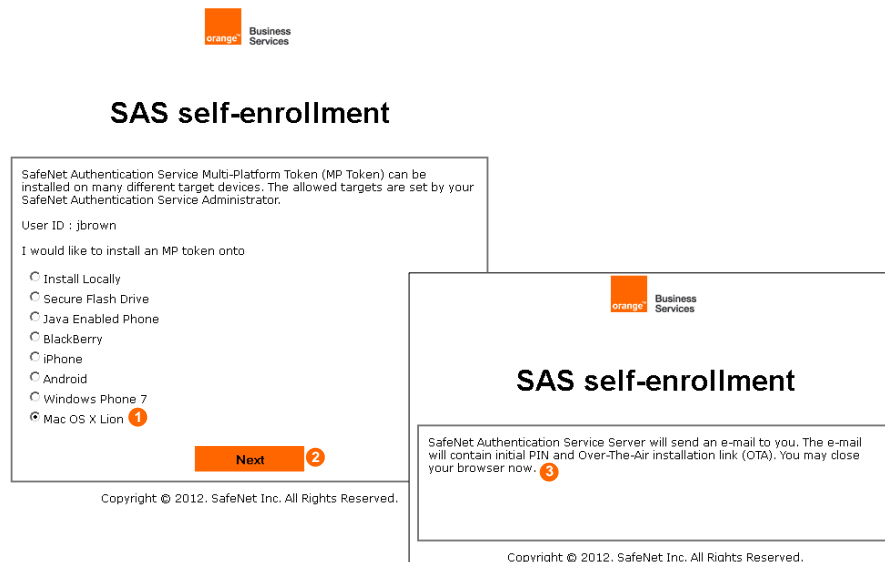 orange™
Business
Services
SAS self-enrollment
SafeNet Authentication Service Multi-Platform Token (MP Token) can be
installed on many different target devices. The allowed targets are set by your
SafeNet Authentication Service Administrator.
User ID : jbrown
I would like to install an MP token onto
Install Locally
Secure Flash Drive
Java Enabled Phone
BlackBerry
iPhone
Android
Windows Phone 7
Mac OS X Lion 1
Next 2
Copyright © 2012. SafeNet Inc. All Rights Reserved.
orange™
Business
Services
SAS self-enrollment
SafeNet Authentication Service Server will send an e-mail to you. The e-mail
will contain initial PIN and Over-The-Air installation link (OTA). You may close
your browser now. 3
Copyright © 2012. SafeNet Inc. All Rights Reserved.